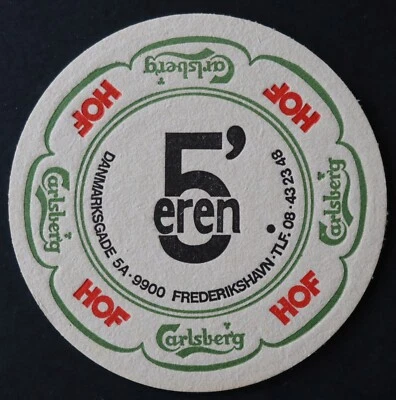 Carlsberg
HOF
HOF
Carlsberg
Carlsberg
HOF
HOF
Carlsberg
5'eren
DANMARKSGADE 5A · 9900 FREDERIKSHAVN · TLF. 08 · 43 23 48